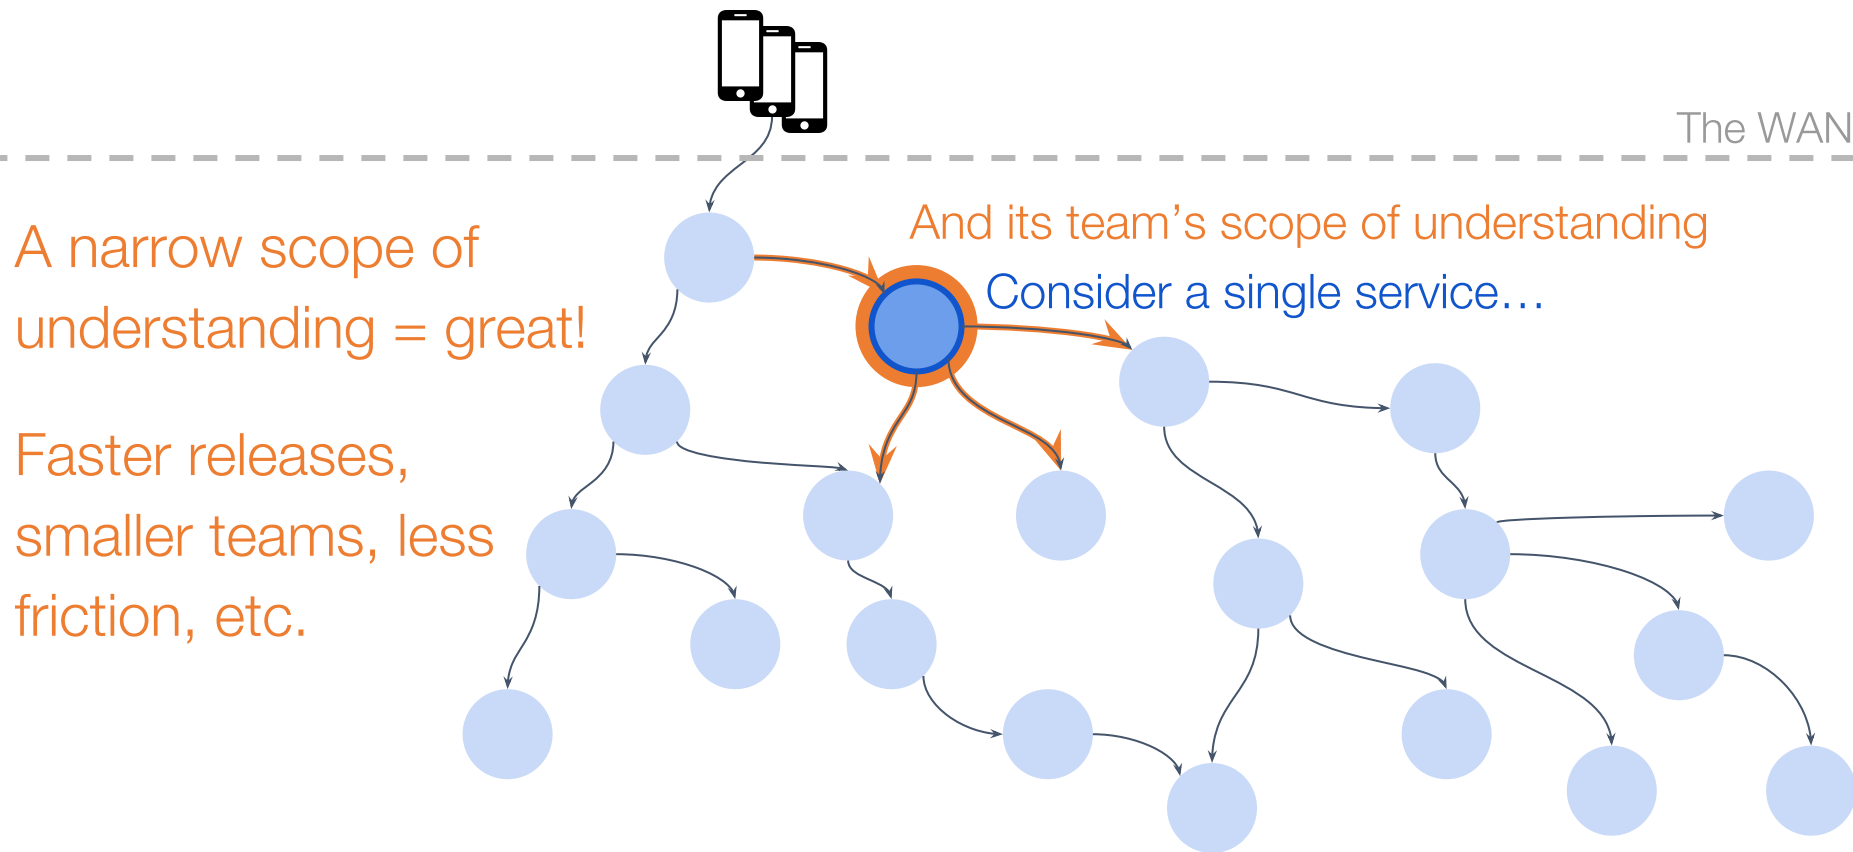 The WAN
A narrow scope of
understanding = great!
Faster releases,
smaller teams, less
friction, etc.
And its team’s scope of understanding
Consider a single service…